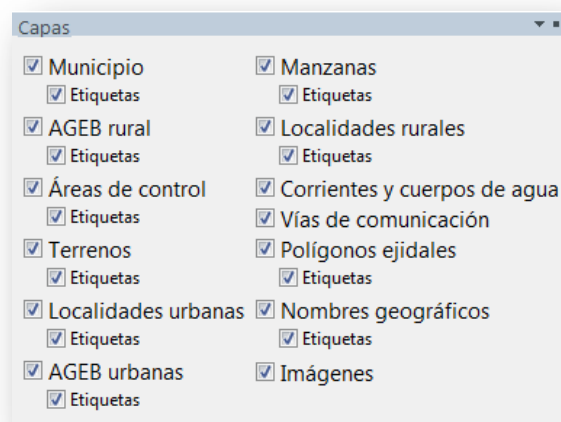 Capas
Municipio
Etiquetas
AGEB rural
Etiquetas
Áreas de control
Etiquetas
Terrenos
Etiquetas
Localidades urbanas
Etiquetas
AGEB urbanas
Etiquetas
Manzanas
Etiquetas
Localidades rurales
Etiquetas
Corrientes y cuerpos de agua
Vías de comunicación
Polígonos ejidales
Etiquetas
Nombres geográficos
Etiquetas
Imágenes